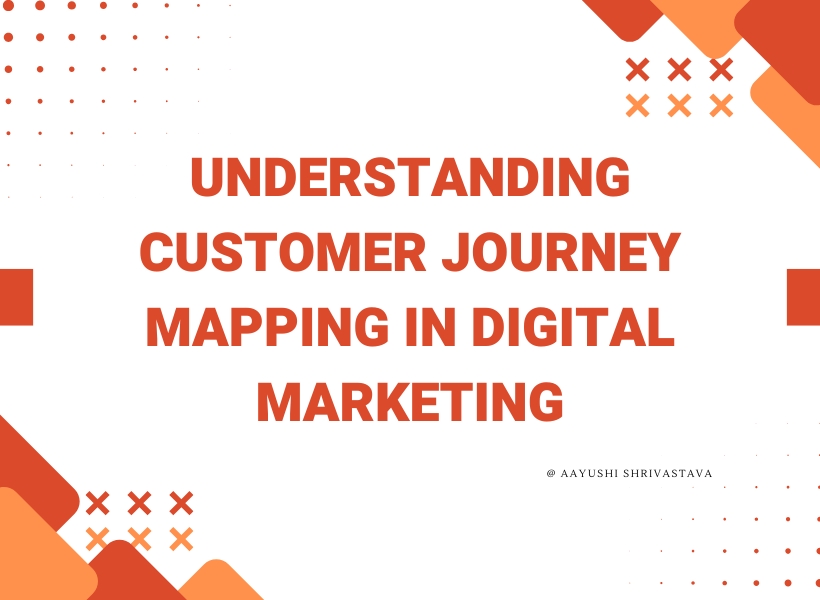 UNDERSTANDING
CUSTOMER JOURNEY
MAPPING IN DIGITAL
MARKETING
@ AAYUSHI SHRIVASTAVA